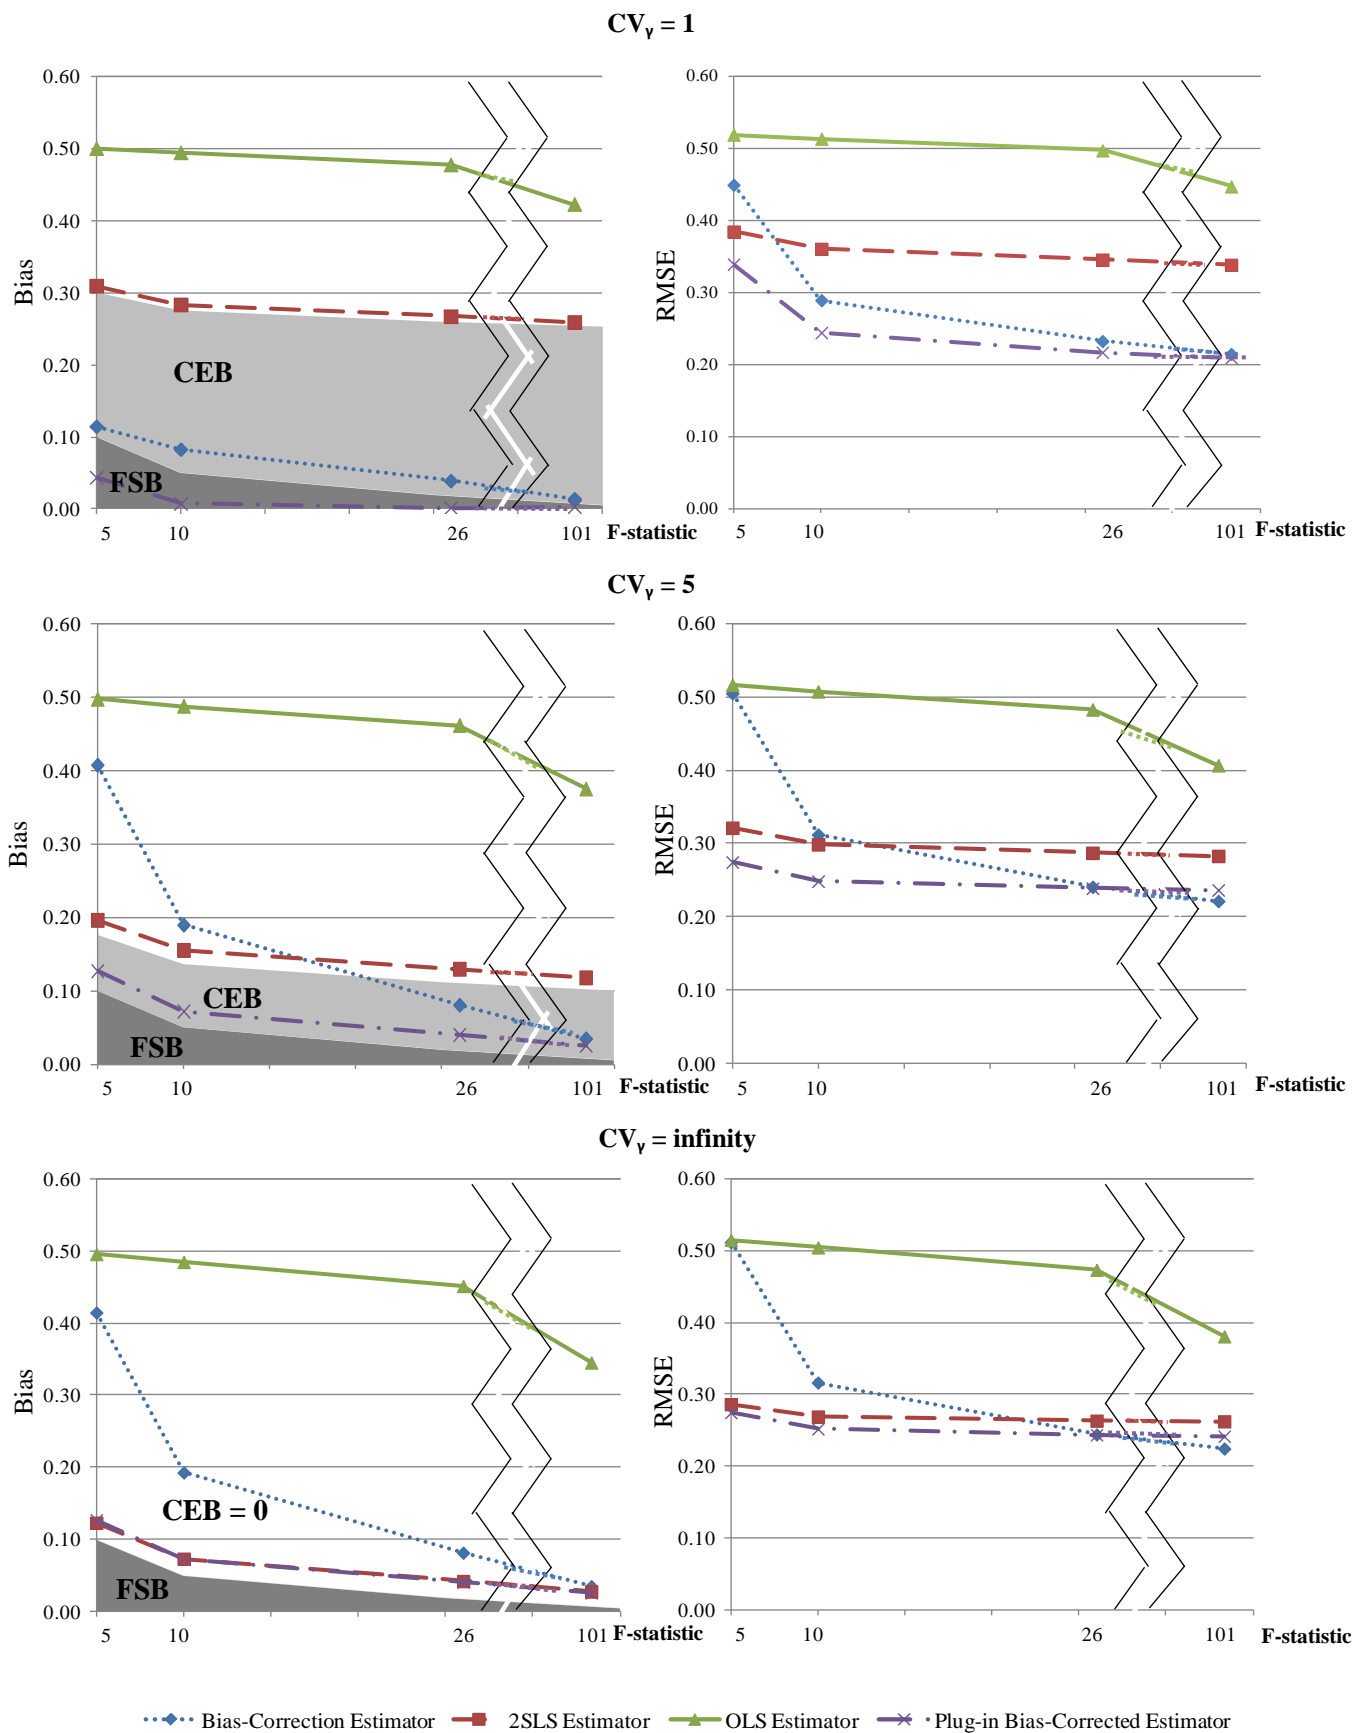 CVγ = 1
0.60
0.50
0.40
0.30
0.20
0.10
0.00
Bias
CEB
FSB
5 10 26 101 F-statistic
0.60
0.50
0.40
0.30
0.20
0.10
0.00
RMSE
5 10 26 101 F-statistic
CVγ = 5
0.60
0.50
0.40
0.30
0.20
0.10
0.00
Bias
CEB
FSB
5 10 26 101 F-statistic
0.60
0.50
0.40
0.30
0.20
0.10
0.00
RMSE
5 10 26 101 F-statistic
CVγ = infinity
0.60
0.50
0.40
0.30
0.20
0.10
0.00
Bias
CEB = 0
FSB
5 10 26 101 F-statistic
0.60
0.50
0.40
0.30
0.20
0.10
0.00
RMSE
5 10 26 101 F-statistic
Bias-Correction Estimator 2SLS Estimator OLS Estimator Plug-in Bias-Corrected Estimator